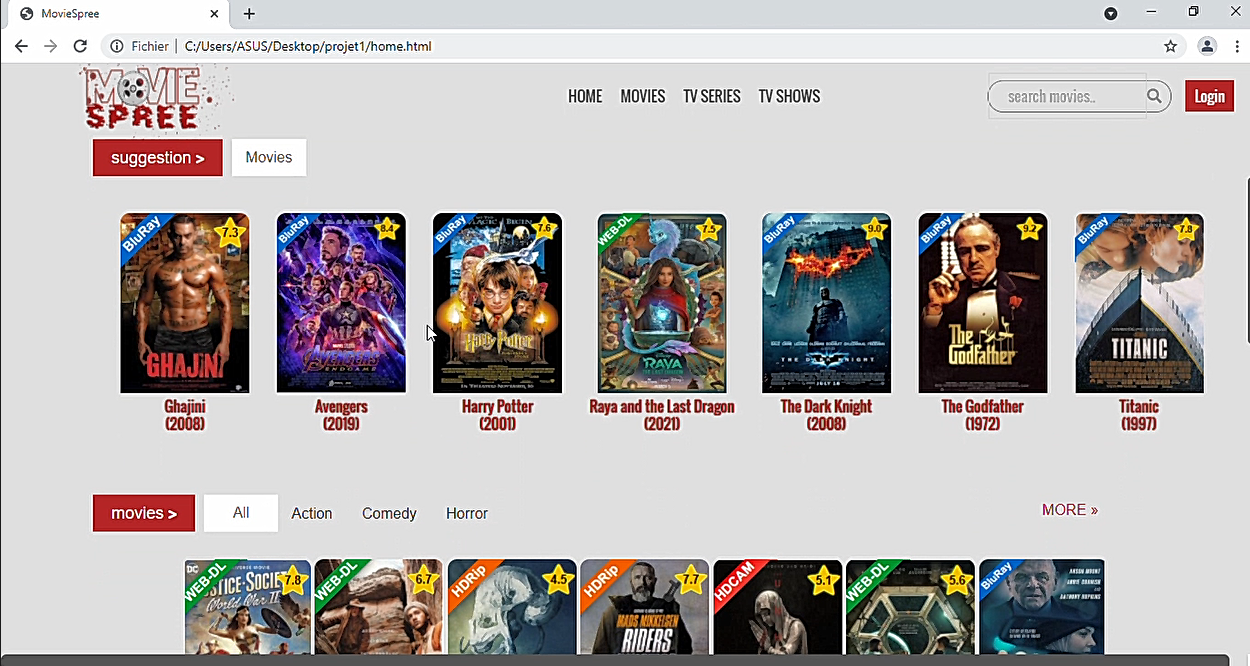 MovieSpree
Fichier | C:/Users/ASUS/Desktop/projet1/home.html
MOVIE
SPREE
HOME MOVIES TV SERIES TV SHOWS
search movies..
Login
suggestion >
Movies
BluRay 7.3
GHAJINI
BluRay 8.4
AVENGERS
ENDGAME
BluRay 7.6
Harry Potter
WEB-DL 7.5
RAYA
BluRay 9.0
THE DARK KNIGHT
JULY 18
BluRay 9.2
The
Godfather
BluRay 7.8
TITANIC
Ghajini
(2008)
Avengers
(2019)
Harry Potter
(2001)
Raya and the Last Dragon
(2021)
The Dark Knight
(2008)
The Godfather
(1972)
Titanic
(1997)
movies >
All Action Comedy Horror
MORE »
WEB-DL 7.8
DC
JUSTICE SOCIETY
World War II
WEB-DL 6.7
HDRip 4.5
HDRip 7.7
MADS MIKKELSEN
RIDERS
HDCAM 5.1
WEB-DL 5.6
BluRay
ANSON MOUNT
ANTHONY HOPKINS